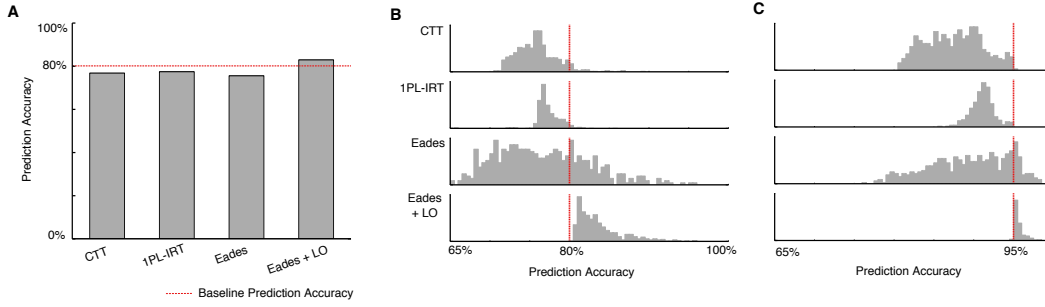 A
100%
80%
0%
Prediction Accuracy
CTT
1PL-IRT
Eades
Eades + LO
Baseline Prediction Accuracy
B
CTT
1PL-IRT
Eades
Eades
+ LO
65%
80%
100%
Prediction Accuracy
C
65%
95%
Prediction Accuracy